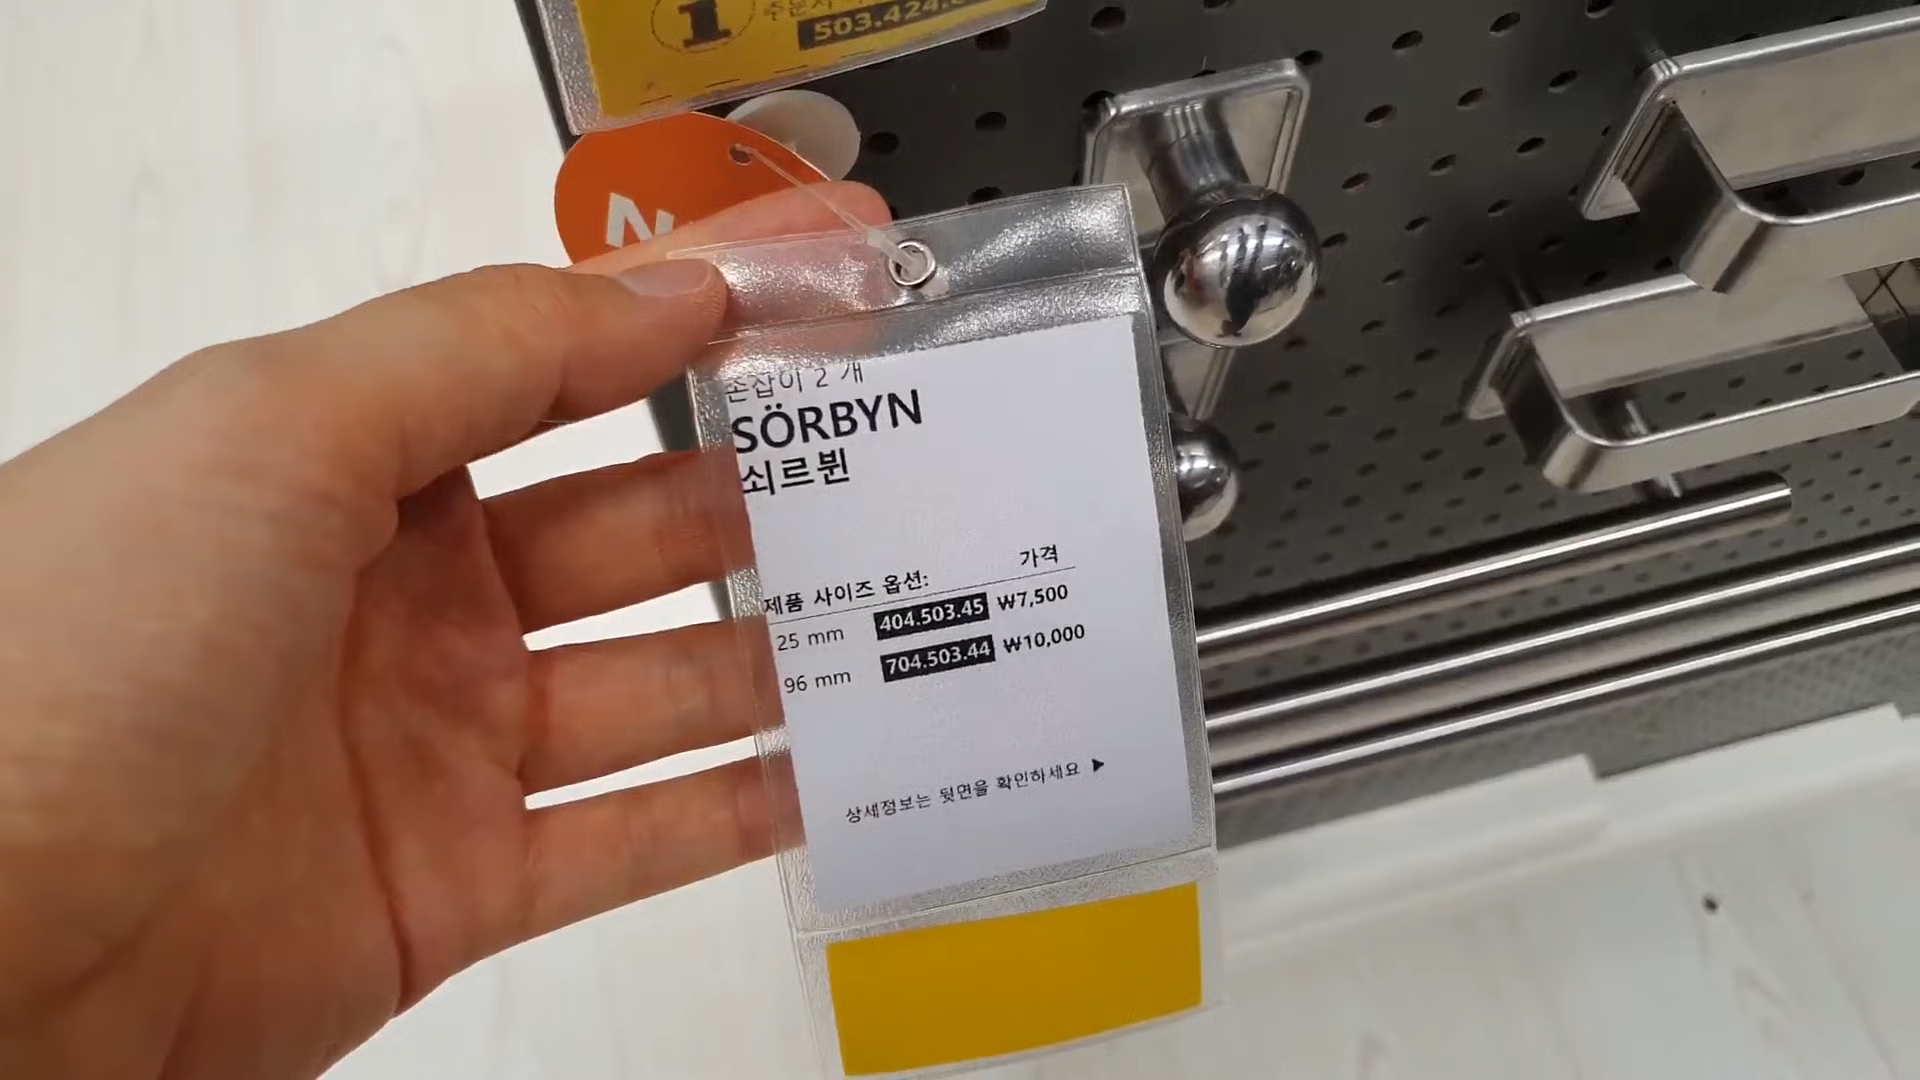 1
503.424.
N
손잡이 2 개
SÖRBYN
쇠르뷘
가격
제품 사이즈 옵션:
25 mm 404.503.45 ₩7,500
96 mm 704.503.44 ₩10,000
상세정보는 뒷면을 확인하세요 ▶